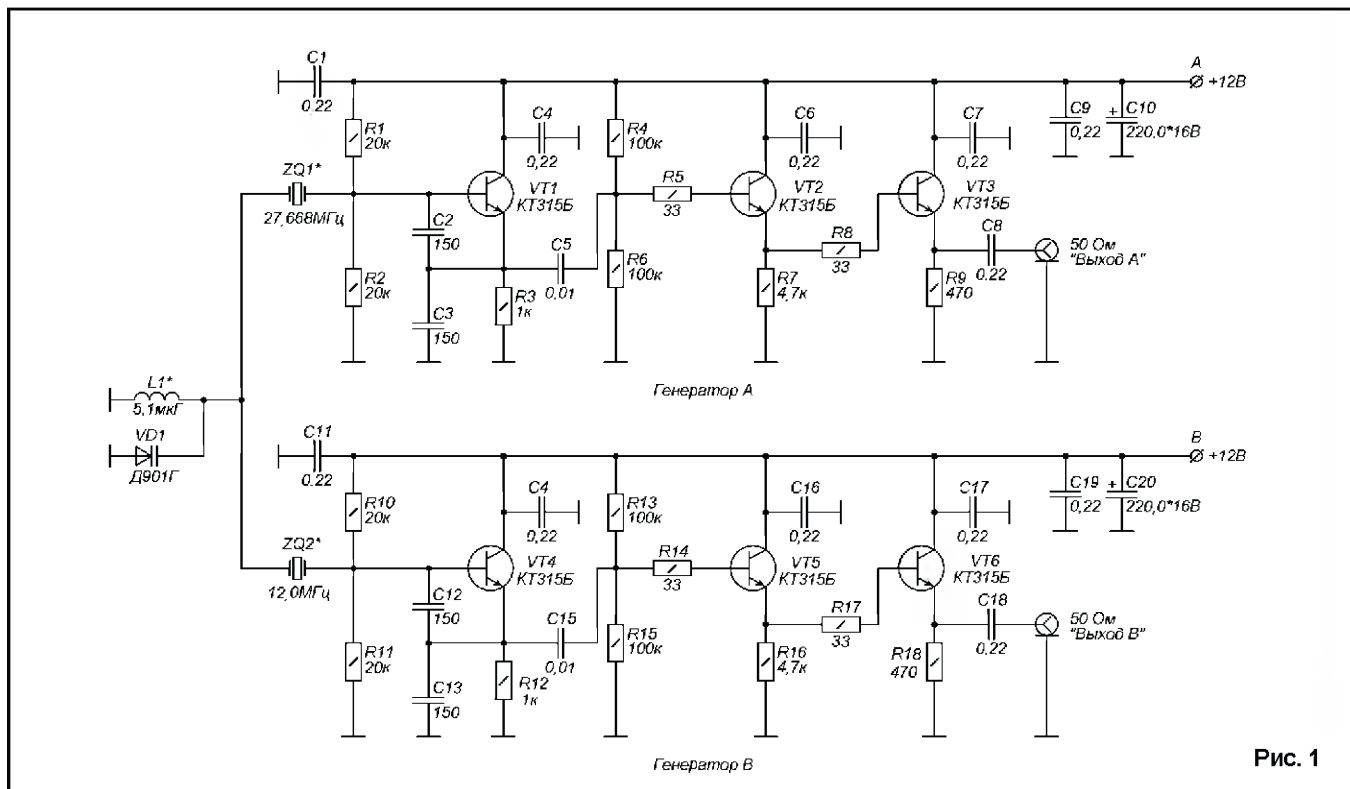 C1
0,22
A
+12В
R1
20к
C4
0,22
R4
100к
C6
0,22
C7
0,22
C9
0,22
+
C10
220,0*16В
ZQ1*
27,668МГц
VT1
КТ315Б
R5
33
VT2
КТ315Б
VT3
КТ315Б
C2
150
C5
0,01
R8
33
C8
0.22
50 Ом
"Выход А"
R2
20к
C3
150
R3
1к
R6
100к
R7
4,7к
R9
470
L1*
5,1мкГ
Генератор А
VD1
Д901Г
C11
0.22
B
+12В
R10
20к
C4
0,22
R13
100к
C16
0,22
C17
0,22
C19
0,22
+
C20
220,0*16В
ZQ2*
12,0МГц
VT4
КТ315Б
R14
33
VT5
КТ315Б
VT6
КТ315Б
C12
150
C15
0,01
R17
33
C18
0,22
50 Ом
"Выход В"
R11
20к
C13
150
R12
1к
R15
100к
R16
4,7к
R18
470
Генератор В
Рис. 1